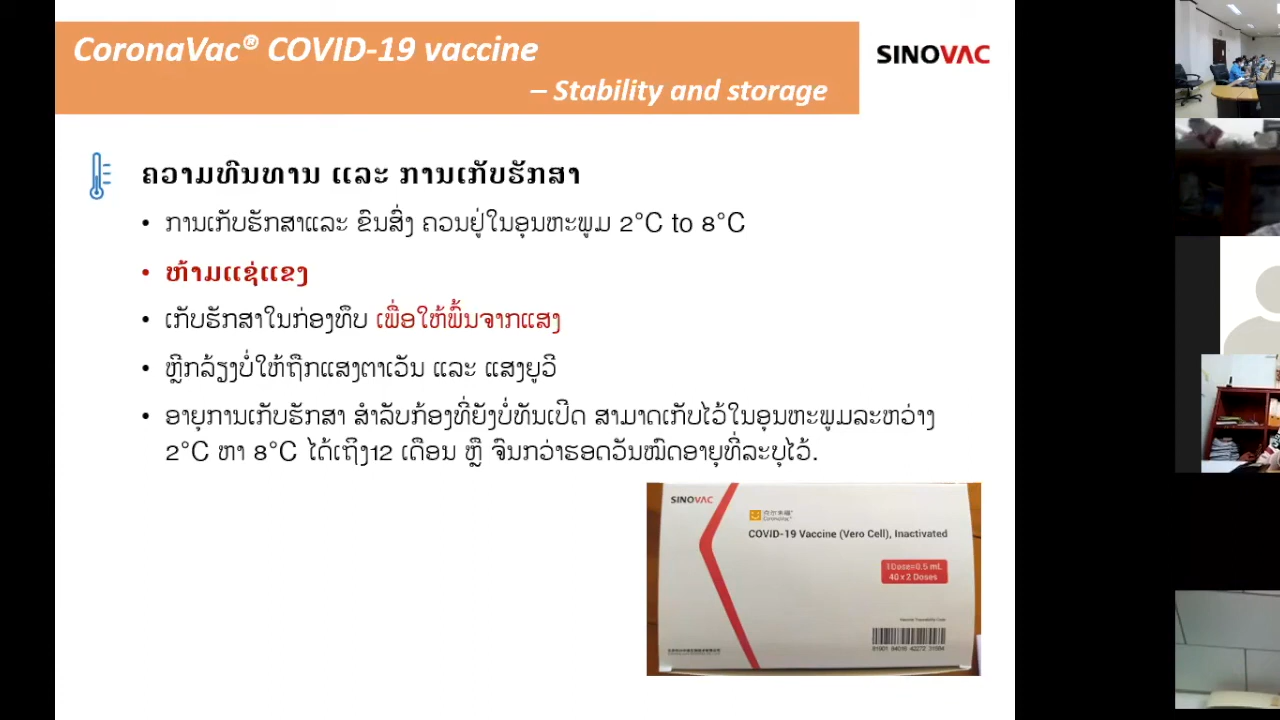 CoronaVac® COVID-19 vaccine
– Stability and storage
SINOVAC
ຄວາມທົນທານ ແລະ ການເກັບຮັກສາ
• ການເກັບຮັກສາແລະ ຂົນສົ່ງ ຄວນຢູ່ໃນອຸນຫະພູມ 2°C to 8°C
• ຫ້າມແຊ່ແຂງ
• ເກັບຮັກສາໃນກ່ອງທຶບ ເພື່ອໃຫ້ພົ້ນຈາກແສງ
• ຫຼີກລ້ຽງບໍ່ໃຫ້ຖືກແສງຕາເວັນ ແລະ ແສງຍູວີ
• ອາຍຸການເກັບຮັກສາ ສຳລັບກ້ອງທີ່ຍັງບໍ່ທັນເປີດ ສາມາດເກັບໄວ້ໃນອຸນຫະພູມລະຫວ່າງ
2°C ຫາ 8°C ໄດ້ເຖິງ12 ເດືອນ ຫຼື ຈົນກວ່າຮອດວັນໝົດອາຍຸທີ່ລະບຸໄວ້.
SINOVAC
COVID-19 Vaccine (Vero Cell), Inactivated
1Dose=0.5 mL
40×2 Doses